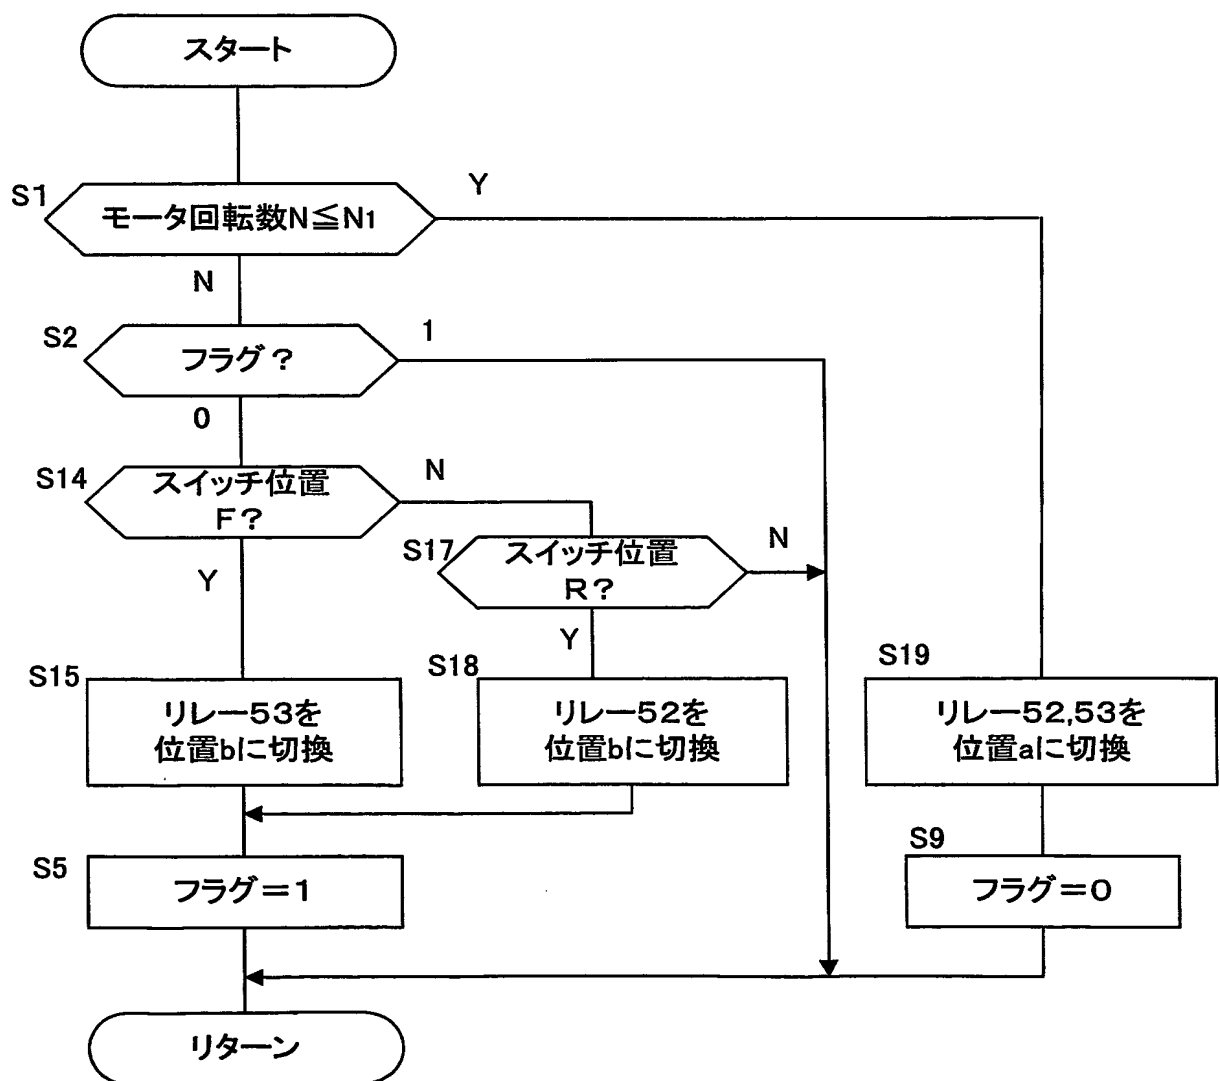 スタート
S1
モータ回転数N≦N1
Y
N
S2
フラグ?
1
0
S14
スイッチ位置
F?
N
S17
スイッチ位置
R?
N
Y
Y
S15
リレー53を
位置bに切換
S18
リレー52を
位置bに切換
S19
リレー52,53を
位置aに切換
S5
フラグ=1
S9
フラグ=0
リターン